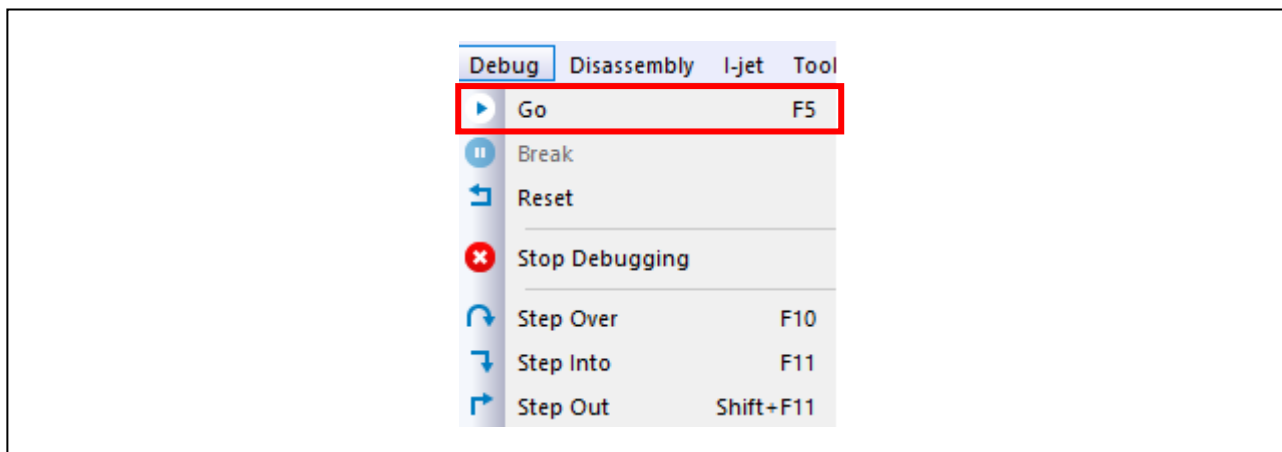 Debug Disassembly I-jet Tool
Go F5
Break
Reset
Stop Debugging
Step Over F10
Step Into F11
Step Out Shift+F11